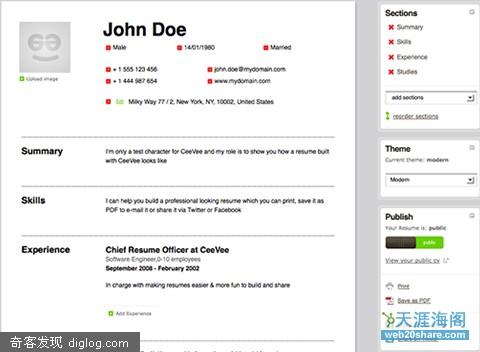 John Doe
Male
14/01/1980
Married
+ 1 555 123 456
john.doe@mydomain.com
+ 1 444 987 654
www.mydomain.com
Upload image
Edit
Milky Way 77 / 2, New York, NY, 10002, United States
Summary
I'm only a test character for CeeVee and my role is to show you how a resume built
with CeeVee looks like
Skills
I can help you build a professional looking resume which you can print, save it as
PDF to e-mail it or share it via Twitter or Facebook
Experience
Chief Resume Officer at CeeVee
Software Engineer,0-10 employees
September 2008 - February 2002
In charge with making resumes easier & more fun to build and share
Add Experience
奇客发现 diglog.com
Sections
Summary
Skills
Experience
Studies
add sections
reorder sections
Theme
Current theme: modern
Modern
Publish
Your Resume is: public
public
View your public cv
Print
Save as PDF
天涯海阁
web20share.com